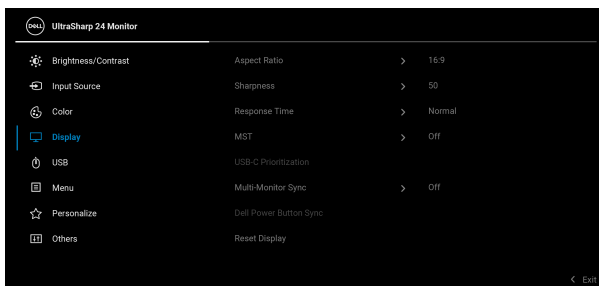 DELL UltraSharp 24 Monitor
Brightness/Contrast Aspect Ratio 16:9
Input Source Sharpness 50
Color Response Time Normal
Display MST Off
USB USB-C Prioritization
Menu Multi-Monitor Sync Off
Personalize Dell Power Button Sync
Others Reset Display
Exit